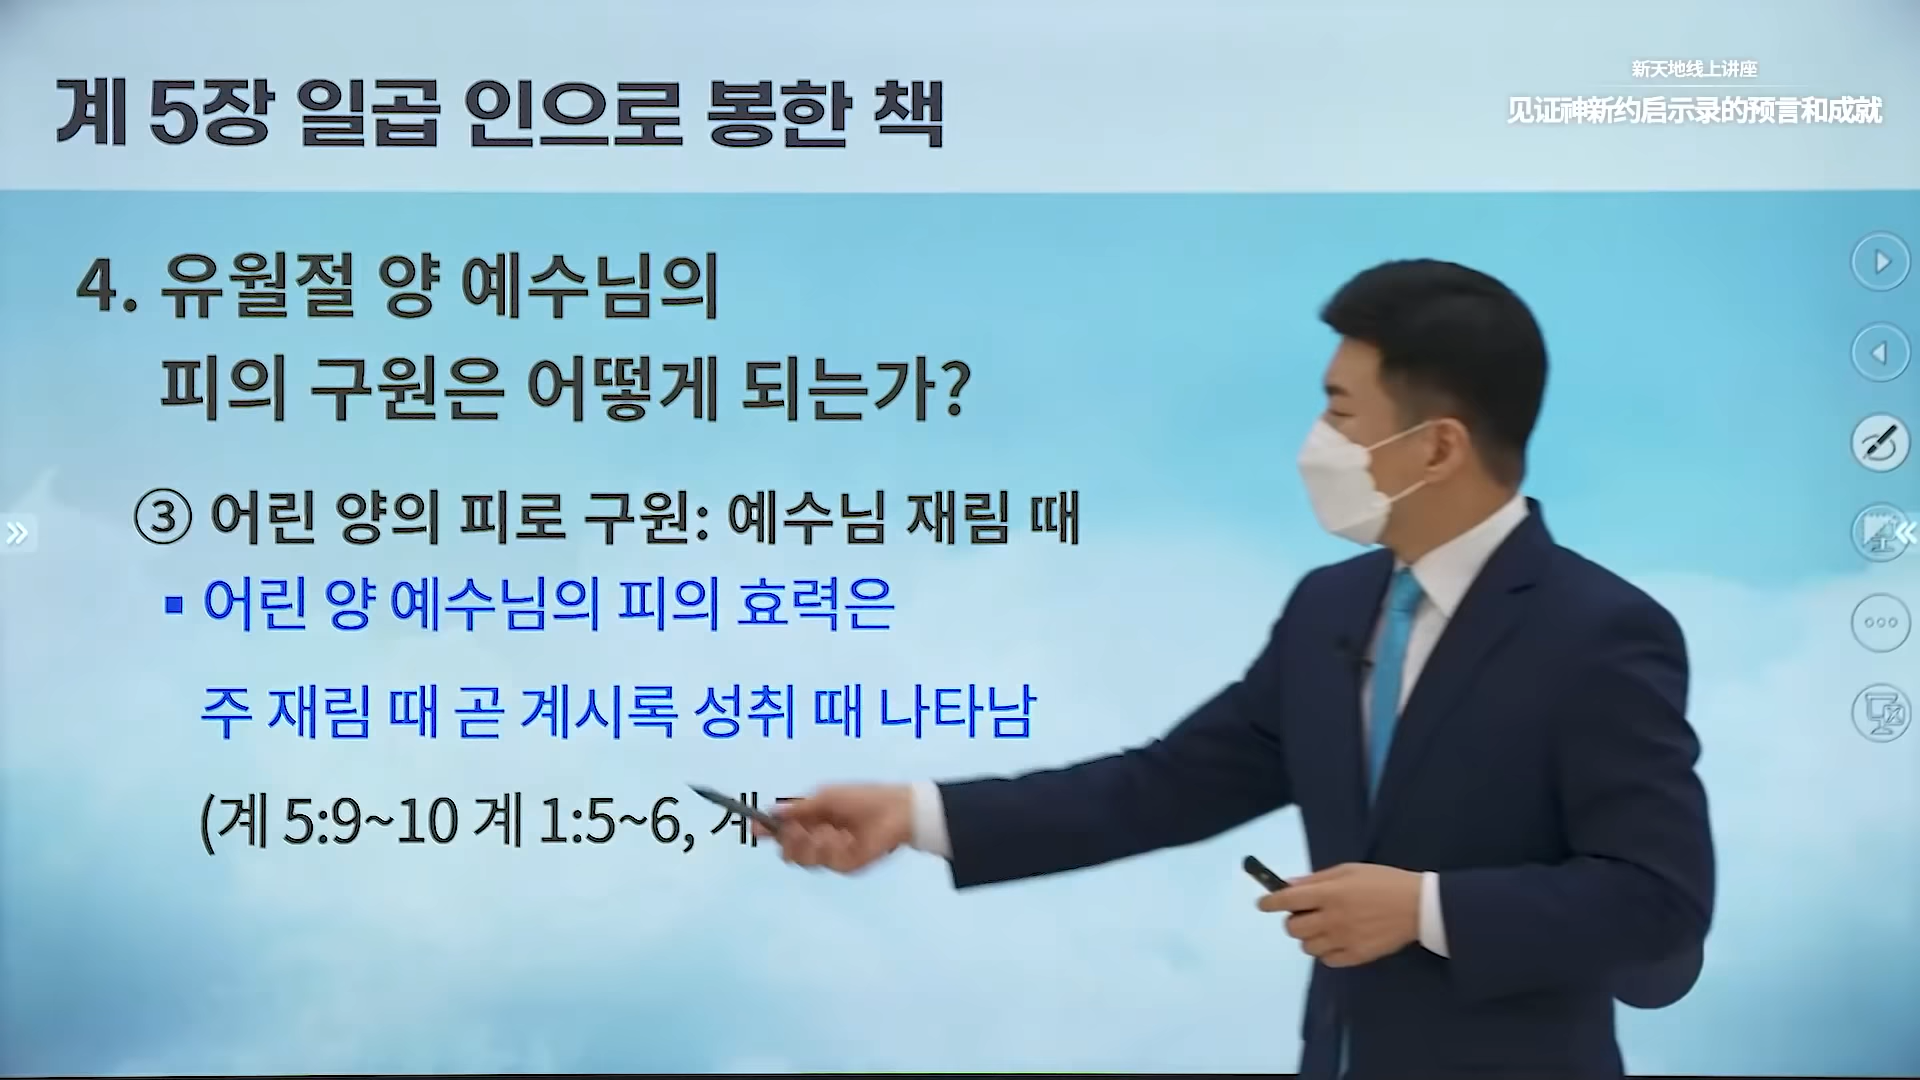 계 5장 일곱 인으로 봉한 책
新天地线上讲座
见证神新约启示录的预言和成就
4. 유월절 양 예수님의
피의 구원은 어떻게 되는가?
③ 어린 양의 피로 구원: 예수님 재림 때
▪ 어린 양 예수님의 피의 효력은
주 재림 때 곧 계시록 성취 때 나타남
(계 5:9~10 계 1:5~6, 계